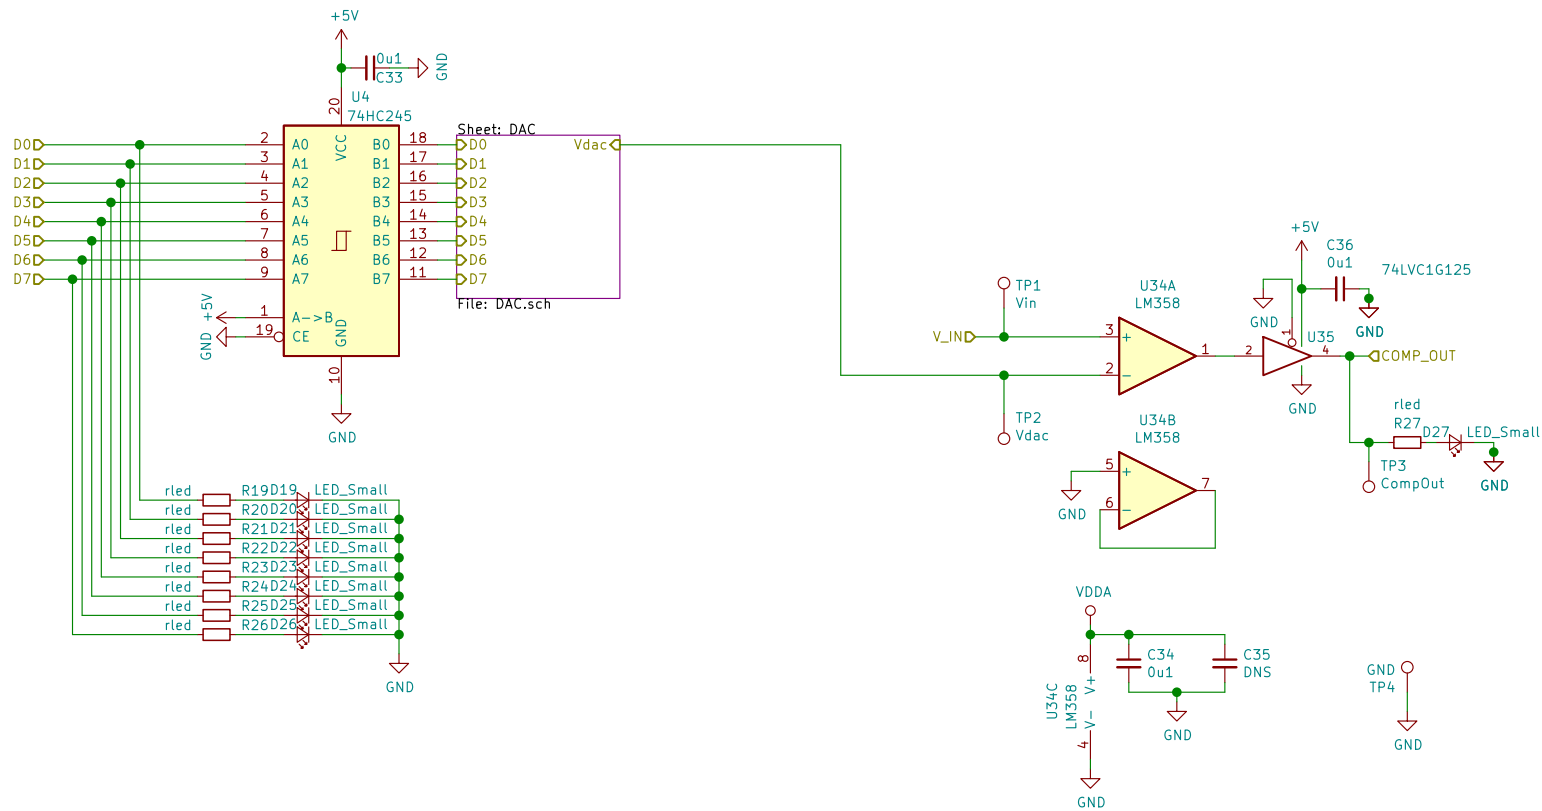 +5V
0u1
C33
GND
U4
74HC245
20
VCC
D0
D1
D2
D3
D4
D5
D6
D7
2 A0 B0 18
3 A1 B1 17
4 A2 B2 16
5 A3 B3 15
6 A4 B4 14
7 A5 B5 13
8 A6 B6 12
9 A7 B7 11
+5V 1 A->B
GND 19 CE
GND
10
GND
Sheet: DAC
D0 Vdac
D1
D2
D3
D4
D5
D6
D7
File: DAC.sch
rled R19 D19 LED_Small
rled R20 D20 LED_Small
rled R21 D21 LED_Small
rled R22 D22 LED_Small
rled R23 D23 LED_Small
rled R24 D24 LED_Small
rled R25 D25 LED_Small
rled R26 D26 LED_Small
GND
TP1
Vin
V_IN
U34A
LM358
3 +
2 -
1
TP2
Vdac
+5V
C36
0u1
74LVC1G125
GND
GND
1
U35
2
4
COMP_OUT
GND
rled
R27
D27
LED_Small
TP3
CompOut
GND
U34B
LM358
5 +
6 -
7
GND
VDDA
8
V+
U34C
LM358
V-
4
GND
C34
0u1
C35
DNS
GND
GND
TP4
GND